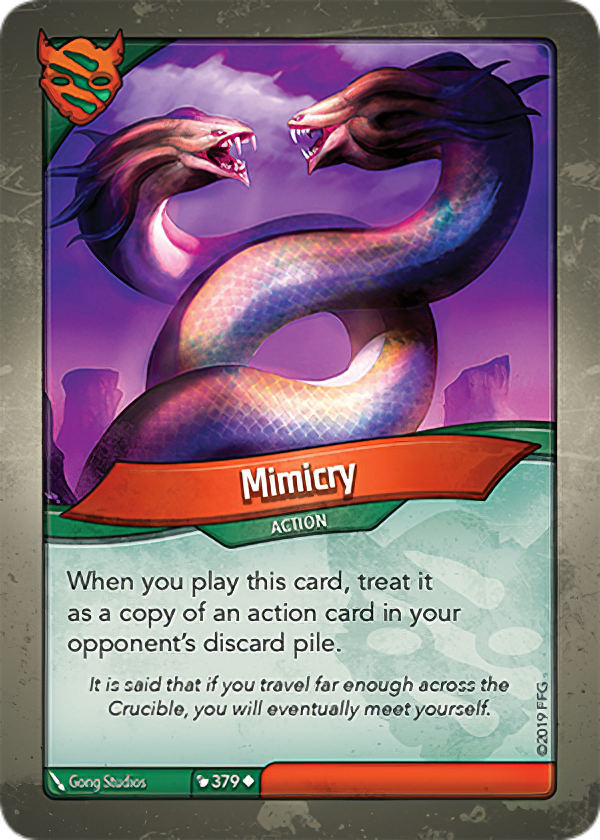 Mimicry
ACTION
When you play this card, treat it
as a copy of an action card in your
opponent's discard pile.
It is said that if you travel far enough across the
Crucible, you will eventually meet yourself.
©2019 FFG
Gong Studios
379